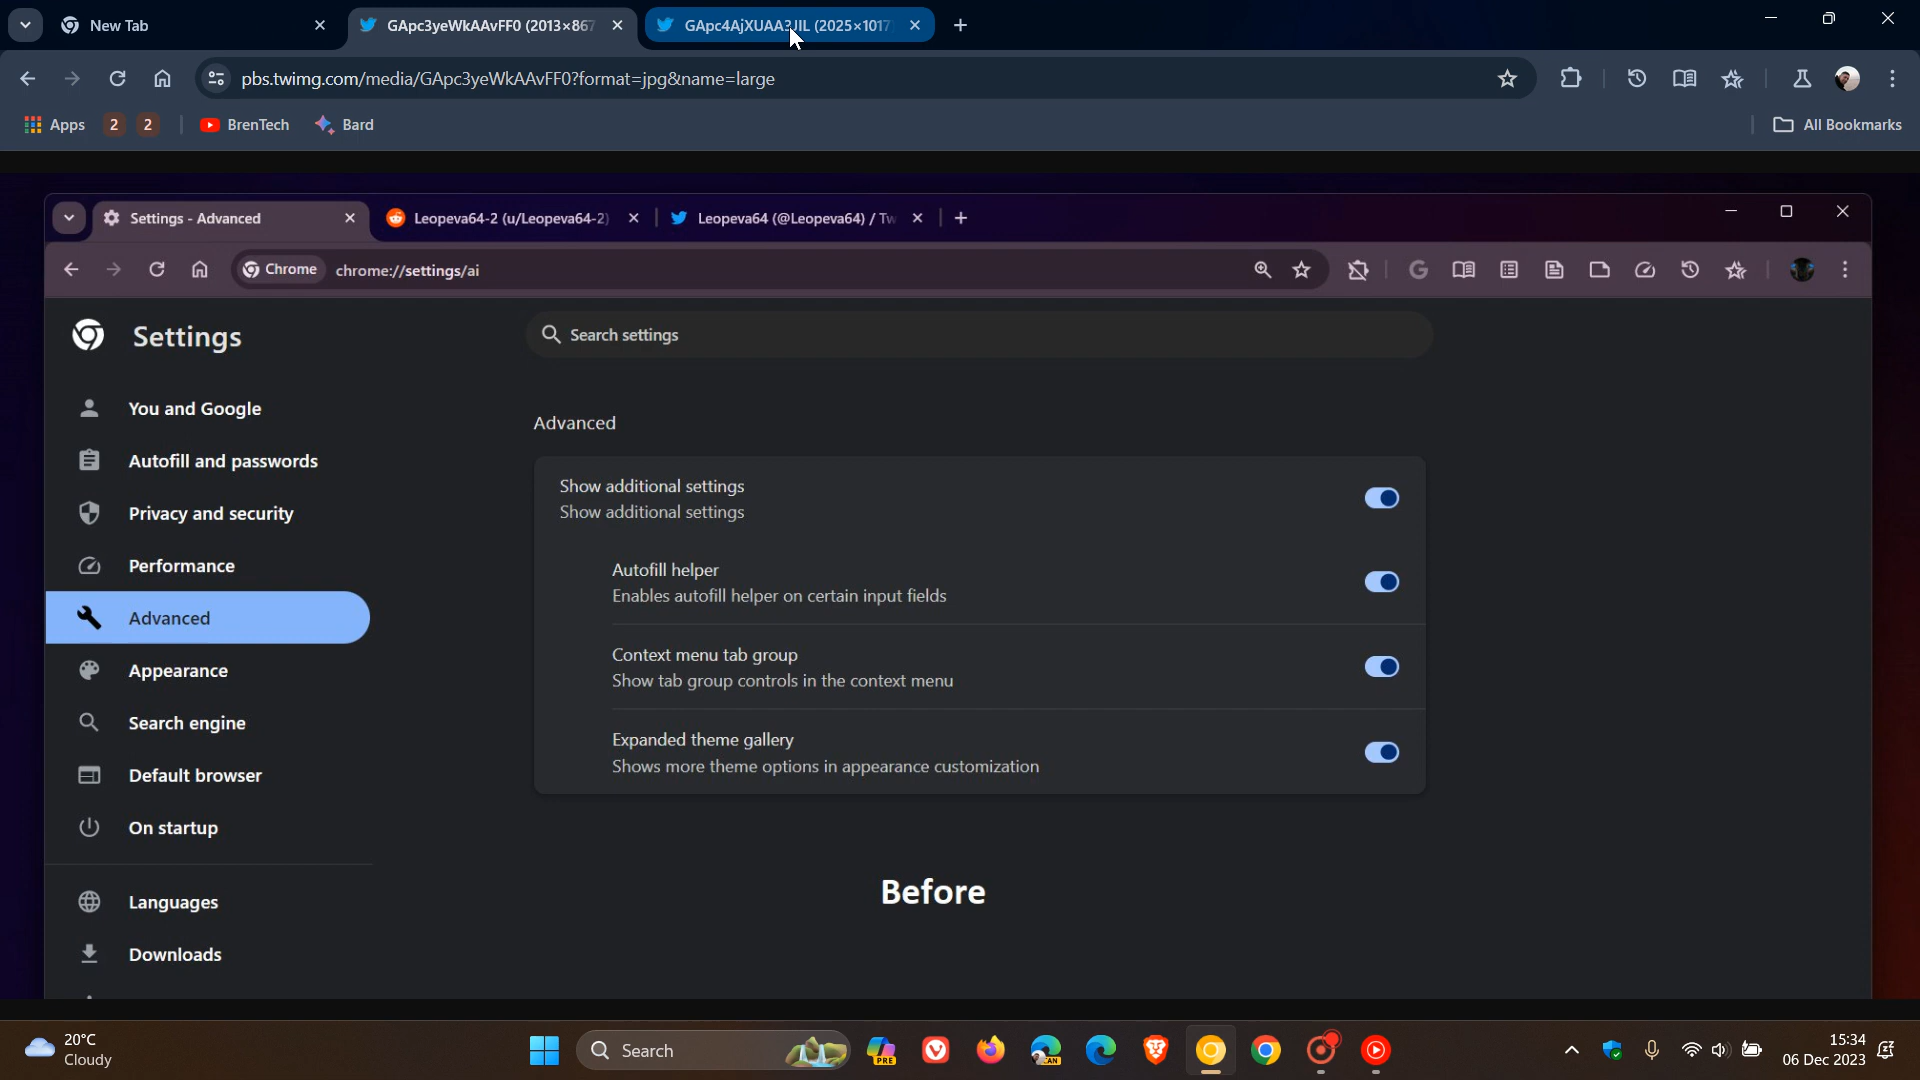 New Tab
GApc3yeWkAAvFF0 (2013×867
GApc4AjXUAA3JIL (2025×1017
pbs.twimg.com/media/GApc3yeWkAAvFF0?format=jpg&name=large
Apps
2
2
BrenTech
Bard
All Bookmarks
Settings - Advanced
Leopeva64-2 (u/Leopeva64-2)
Leopeva64 (@Leopeva64) / Tw
Chrome
chrome://settings/ai
Settings
Search settings
You and Google
Autofill and passwords
Privacy and security
Performance
Advanced
Appearance
Search engine
Default browser
On startup
Languages
Downloads
Advanced
Show additional settings
Show additional settings
Autofill helper
Enables autofill helper on certain input fields
Context menu tab group
Show tab group controls in the context menu
Expanded theme gallery
Shows more theme options in appearance customization
Before
20°C
Cloudy
Search
PRE
CAN
15:34
06 Dec 2023